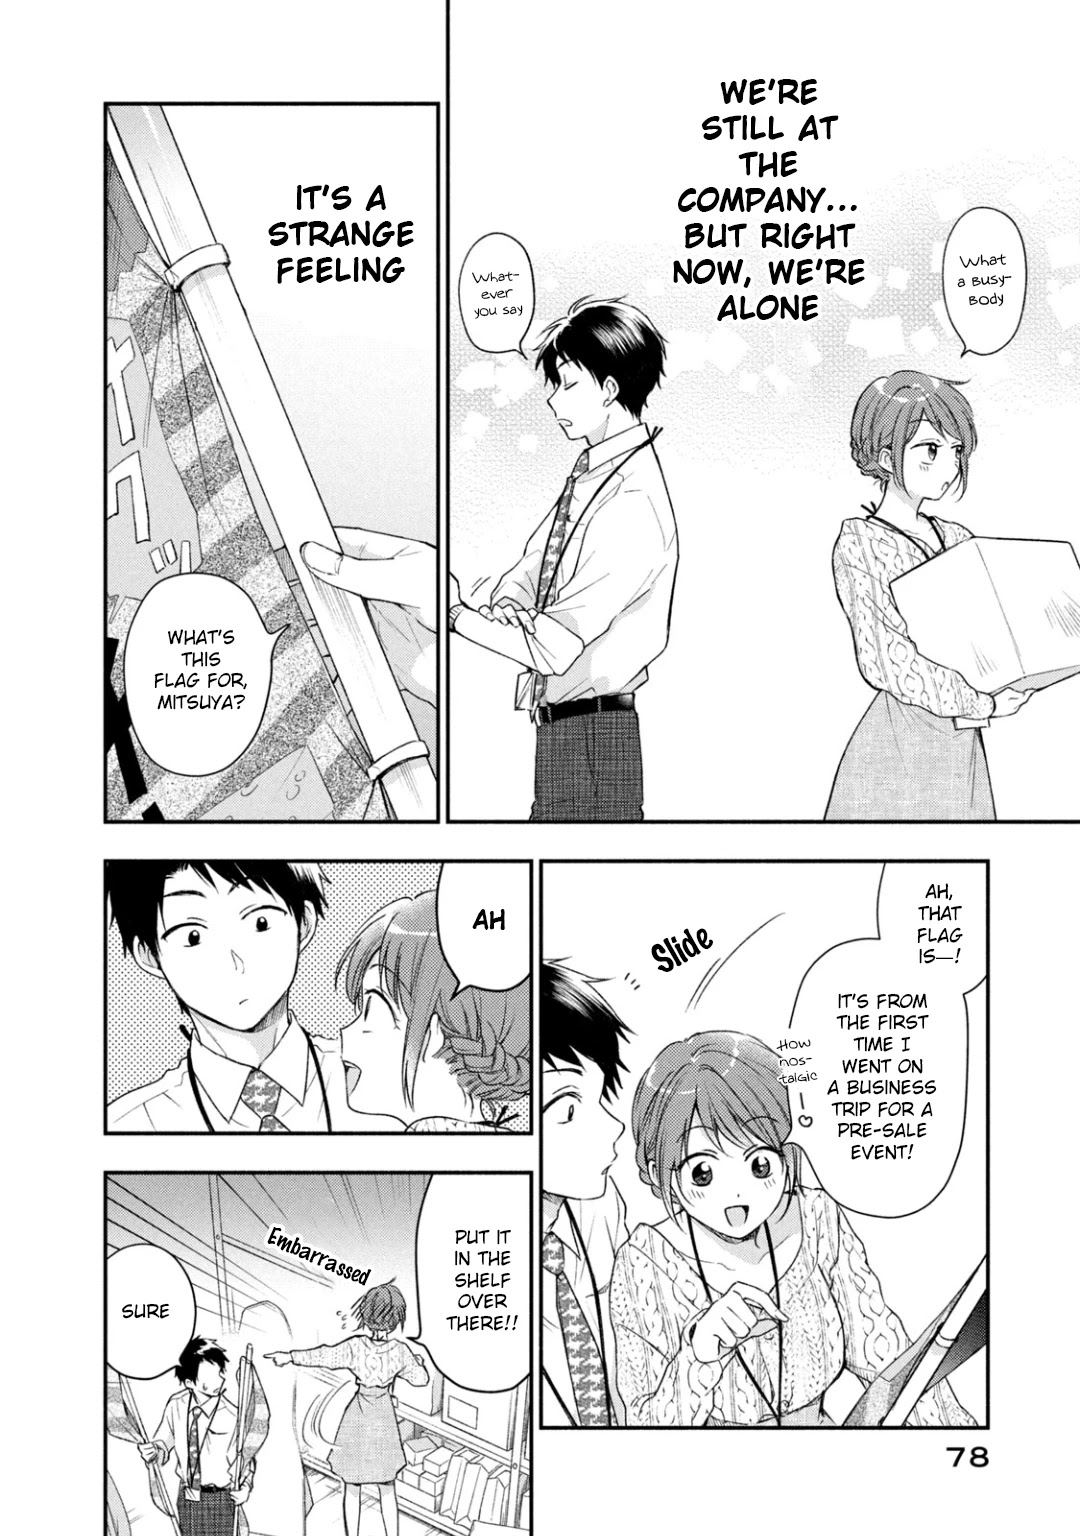 WE'RE
STILL AT
THE
COMPANY...
BUT RIGHT
NOW, WE'RE
ALONE
What
a busy-
Body
What-
ever
you say
IT'S A
STRANGE
FEELING
WHAT'S
THIS
FLAG FOR,
MITSUYA?
AH,
THAT
FLAG
IS—!
IT'S FROM
THE FIRST
TIME I
WENT ON
A BUSINESS
TRIP FOR A
PRE-SALE
EVENT!
How
nos-
talgic
Slide
AH
PUT IT
IN THE
SHELF
OVER
THERE!!
Embarrassed
SURE
78